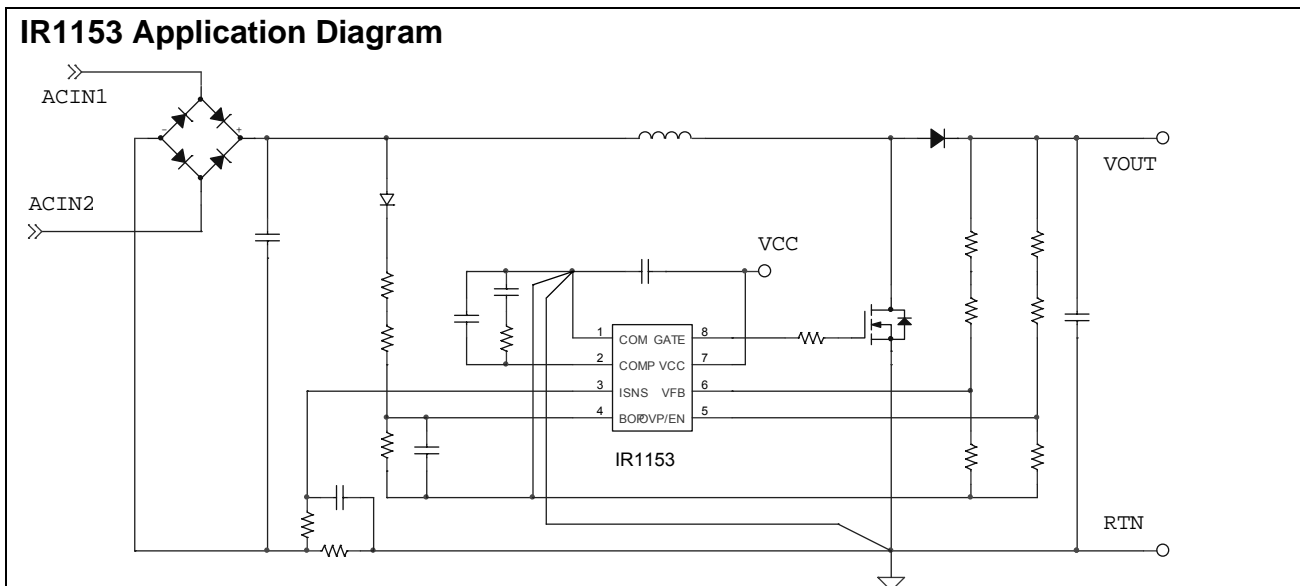 IR1153 Application Diagram
ACIN1
- +
VOUT
ACIN2
VCC
1 COM GATE 8
2 COMP VCC 7
3 ISNS VFB 6
4 BOP OVP/EN 5
IR1153
RTN